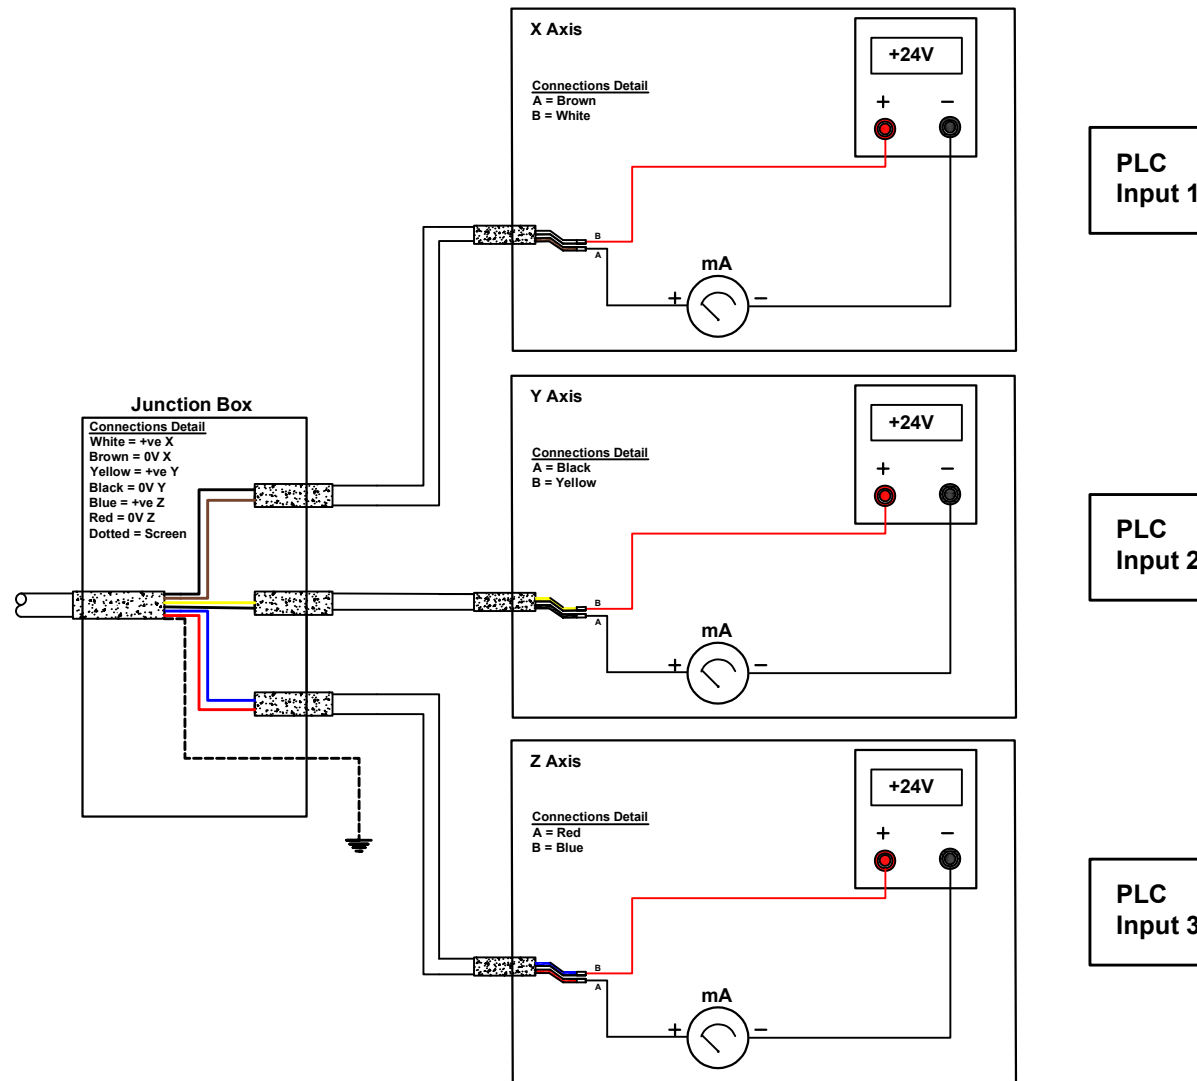 X Axis
+24V
Connections Detail
A = Brown
B = White
+ −
B
A
mA
+ −
PLC
Input 1
Junction Box
Connections Detail
White = +ve X
Brown = 0V X
Yellow = +ve Y
Black = 0V Y
Blue = +ve Z
Red = 0V Z
Dotted = Screen
Y Axis
+24V
Connections Detail
A = Black
B = Yellow
+ −
B
A
mA
+ −
PLC
Input 2
Z Axis
+24V
Connections Detail
A = Red
B = Blue
+ −
B
A
mA
+ −
PLC
Input 3